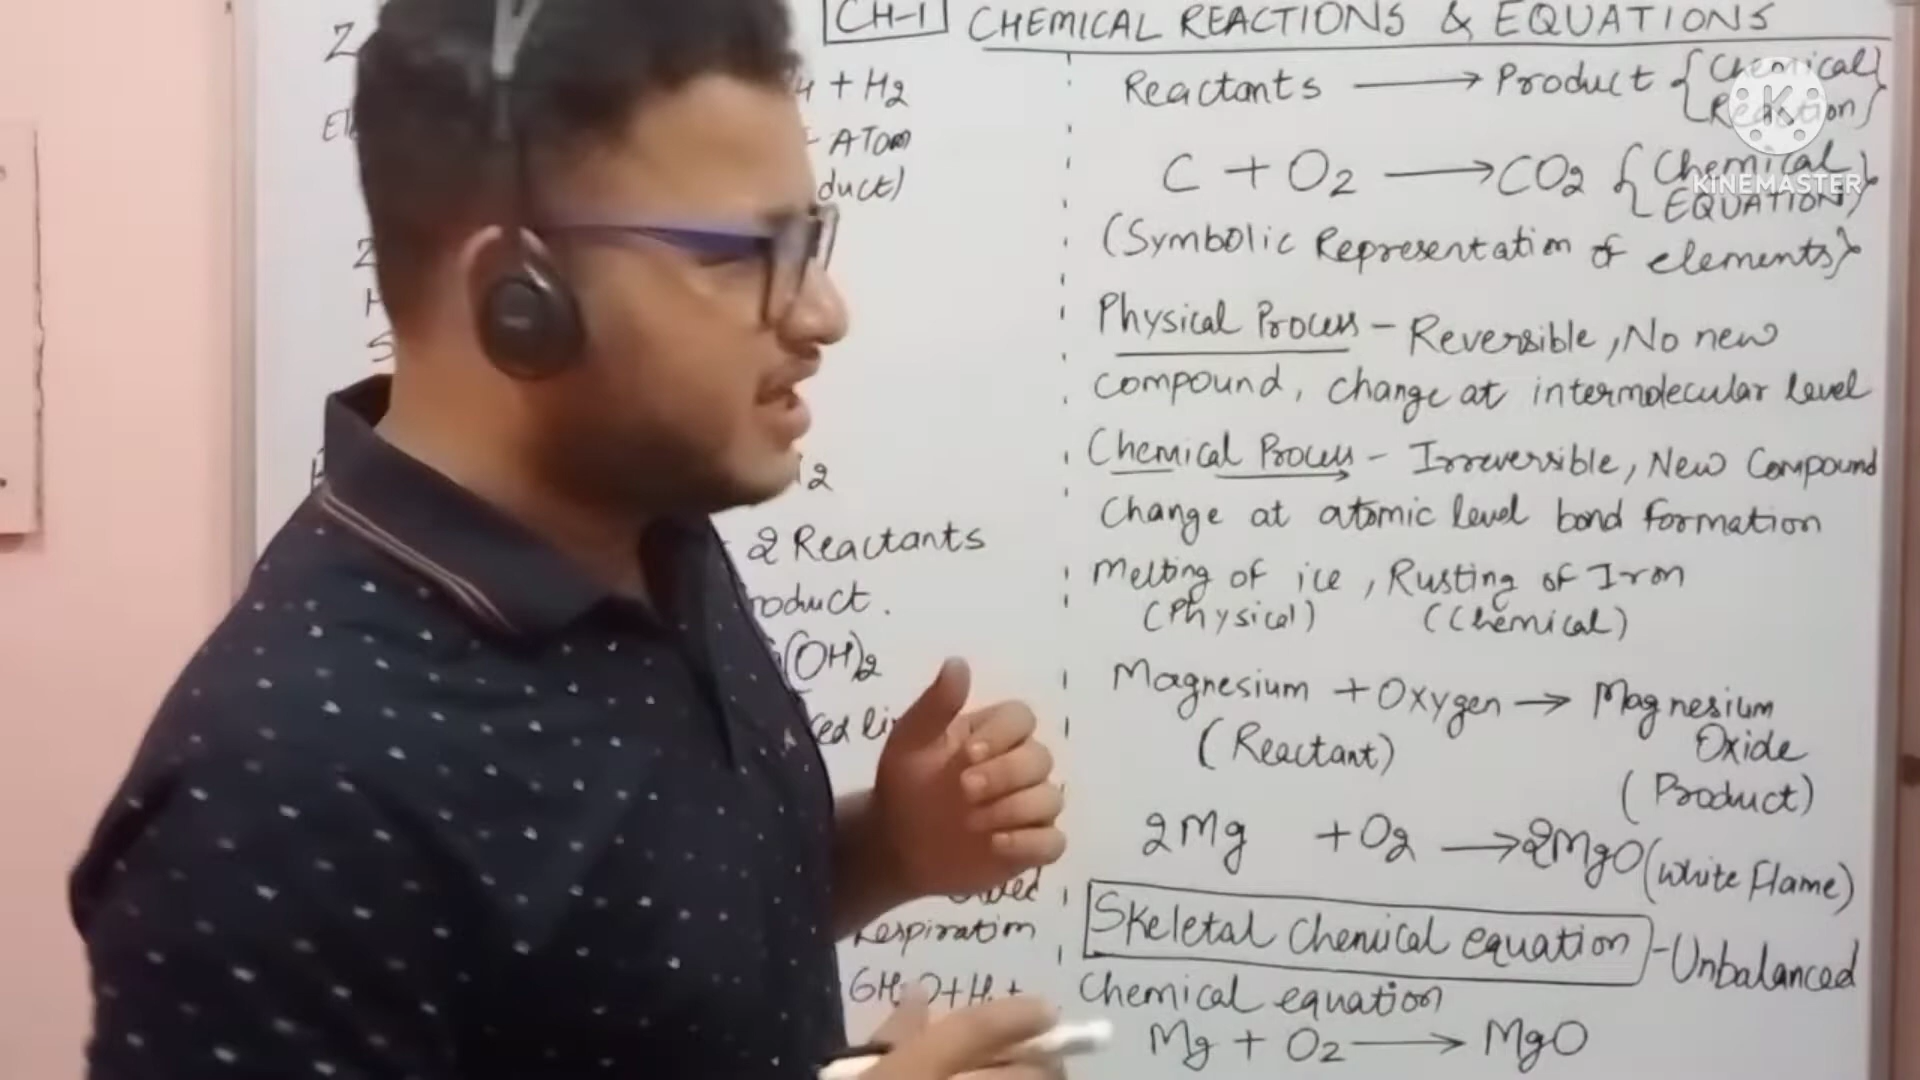 CH-1 CHEMICAL REACTIONS & EQUATIONS
Z
+ H2
ATOM
duct)
2
2 Reactants
roduct.
(OH)2
Respiration
Reactants → Product {Chemical Reaction}
C + O2 → CO2 {Chemical EQUATION}
(Symbolic Representation of elements}
Physical Process - Reversible, No new
compound, change at intermolecular level
Chemical Process - Irreversible, New Compound
Change at atomic level bond formation
Melting of ice, Rusting of Iron
(Physical) (Chemical)
Magnesium + Oxygen → Magnesium
Oxide
(Reactant)
(Product)
2Mg + O2 → 2MgO (White Flame)
Skeletal Chemical equation - Unbalanced
Chemical equation
Mg + O2 → MgO
KINEMASTER